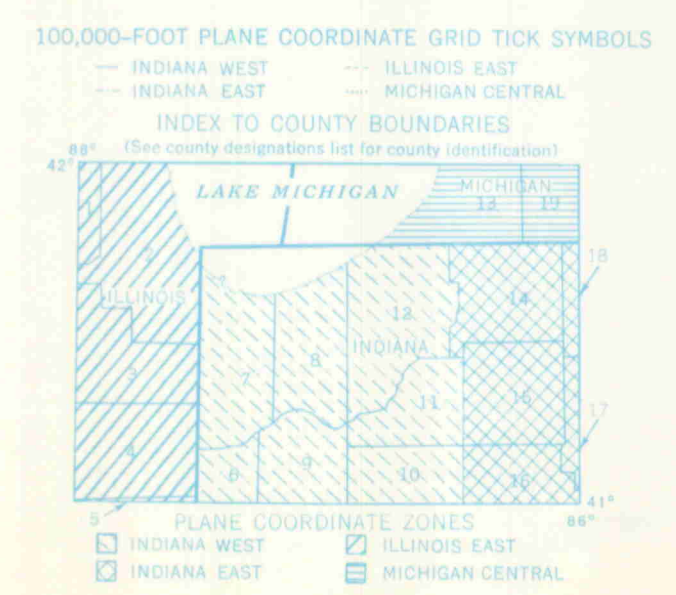 100,000-FOOT PLANE COORDINATE GRID TICK SYMBOLS
INDIANA WEST ILLINOIS EAST
INDIANA EAST MICHIGAN CENTRAL
INDEX TO COUNTY BOUNDARIES
(See county designations list for county identification)
88°
42°
LAKE MICHIGAN
MICHIGAN
1
13 19
2
18
ILLINOIS
14
12
INDIANA
3
7
8
11
15
17
4
6
9
10
16
41°
5
86°
PLANE COORDINATE ZONES
INDIANA WEST ILLINOIS EAST
INDIANA EAST MICHIGAN CENTRAL